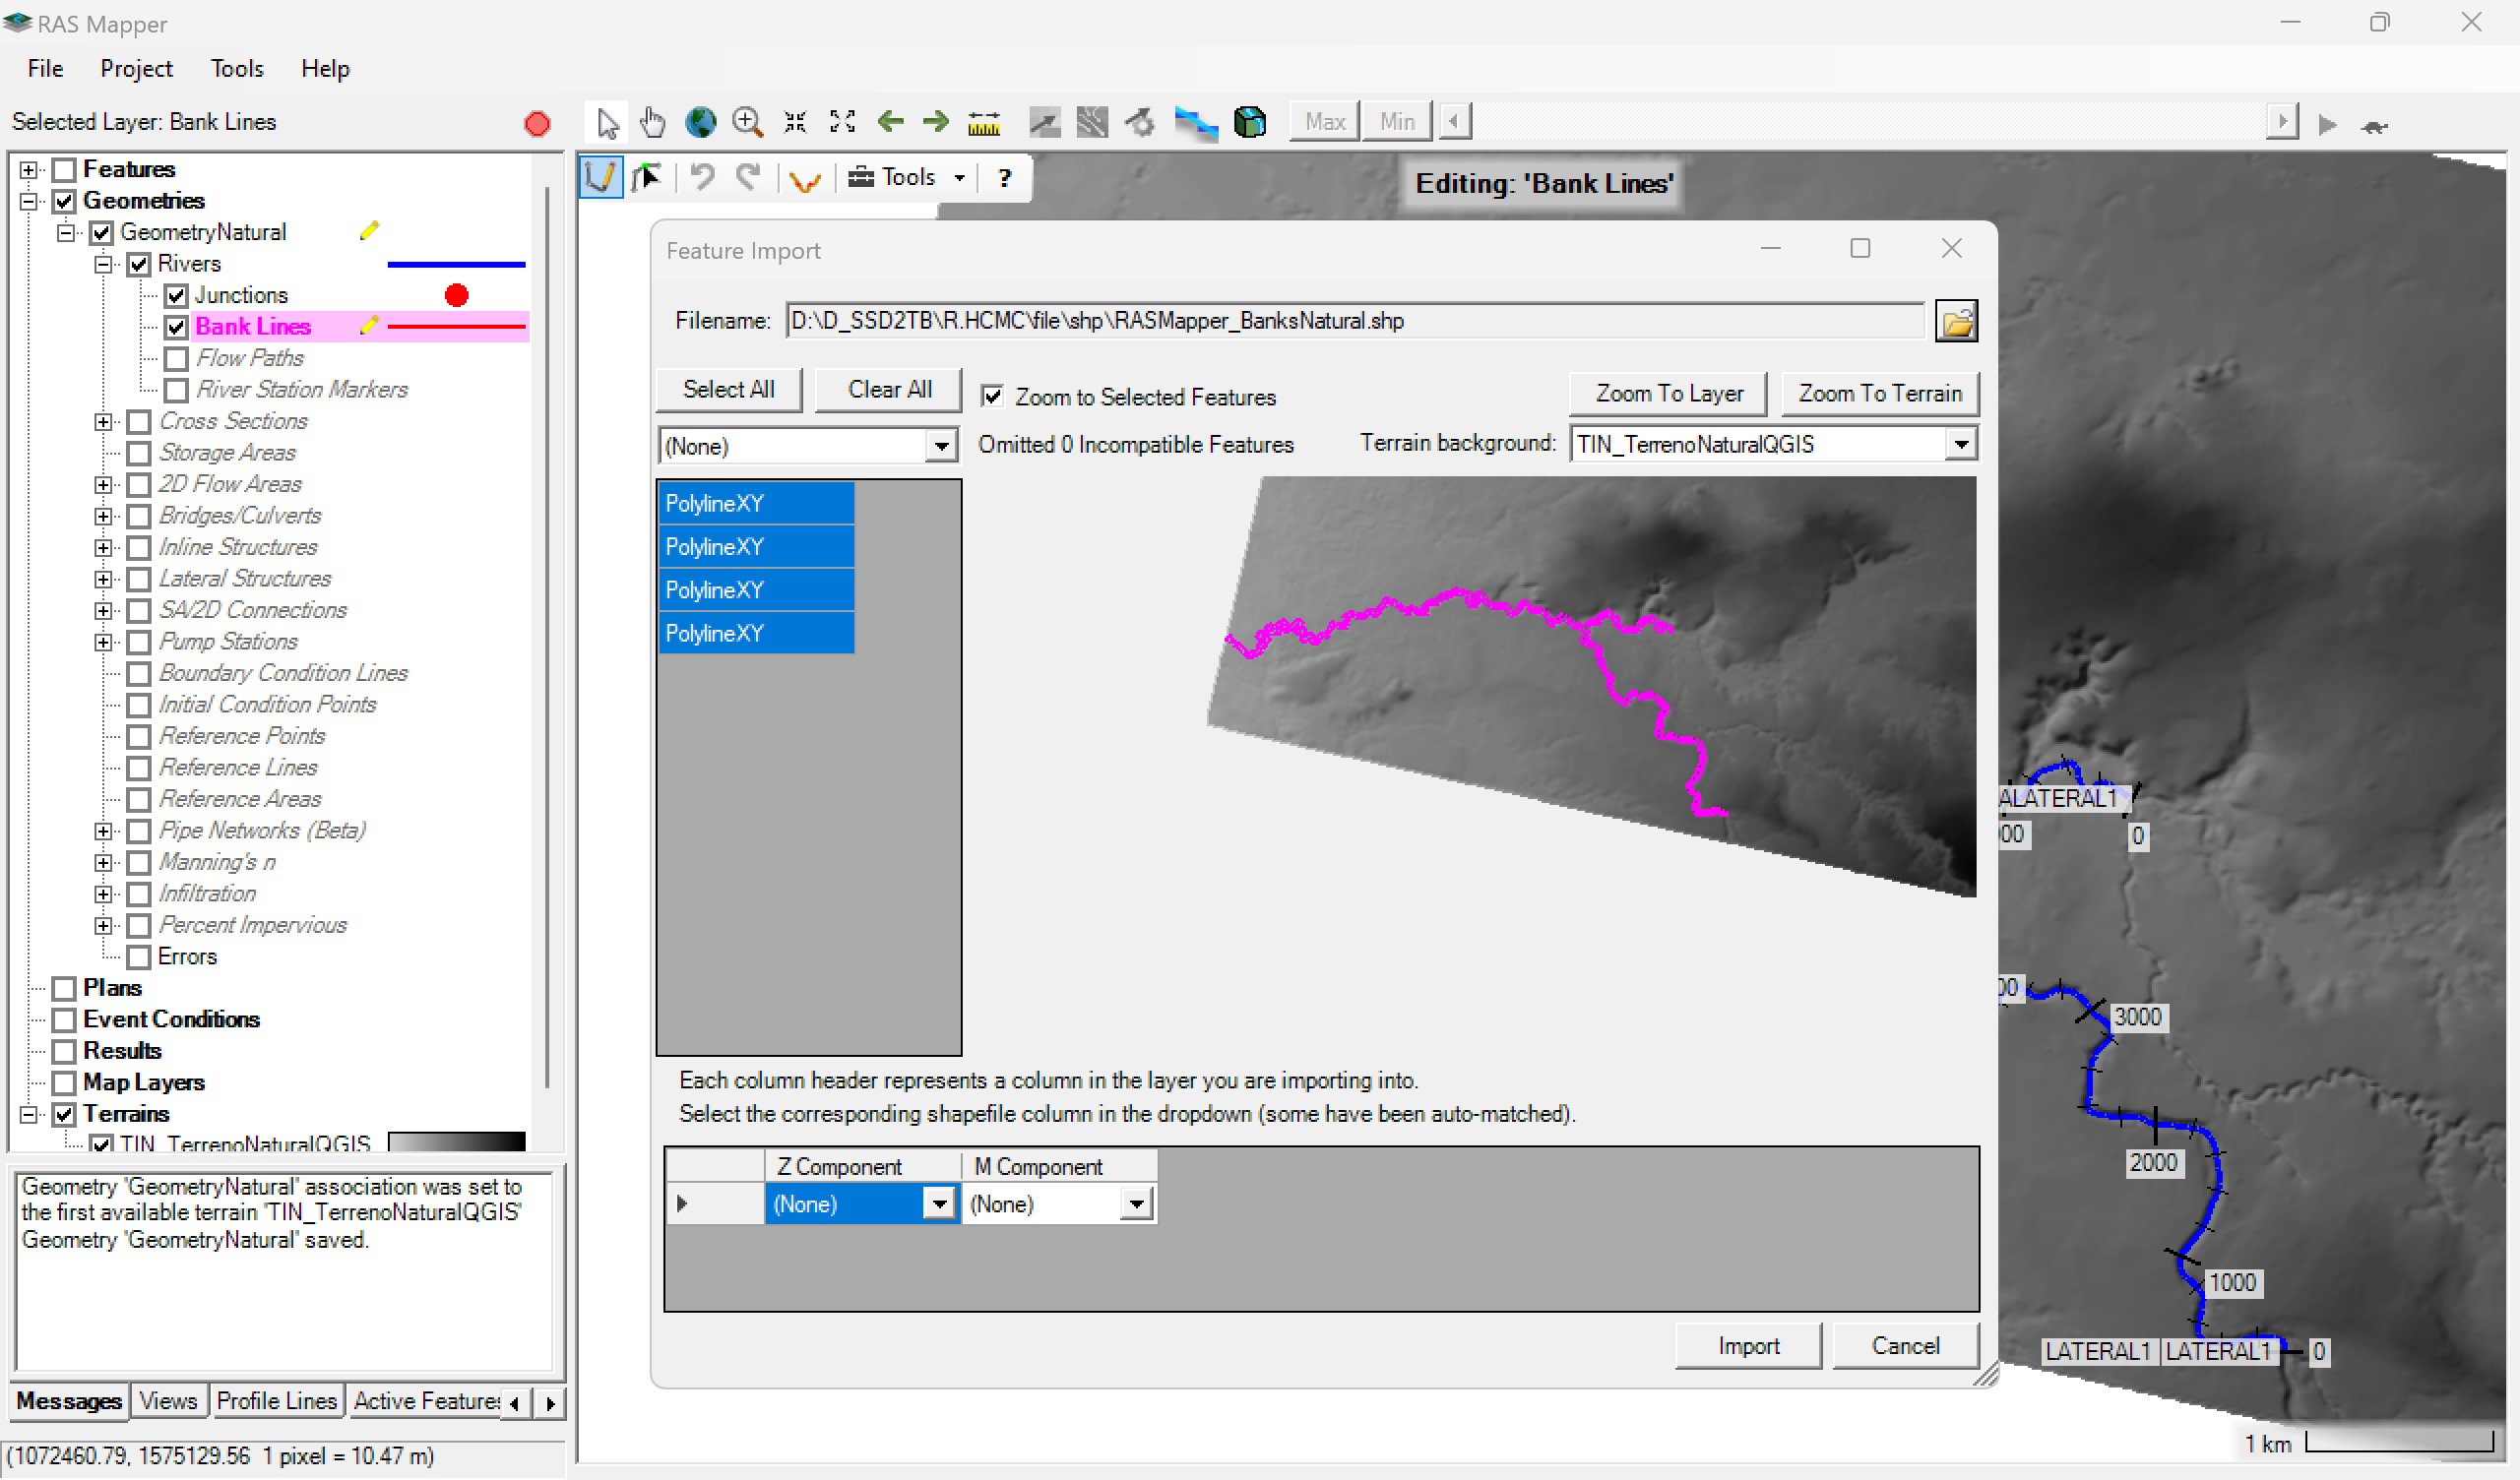 RAS Mapper
File Project Tools Help
Selected Layer: Bank Lines
Max Min
Features
Geometries
GeometryNatural
Rivers
Junctions
Bank Lines
Flow Paths
River Station Markers
Cross Sections
Storage Areas
2D Flow Areas
Bridges/Culverts
Inline Structures
Lateral Structures
SA/2D Connections
Pump Stations
Boundary Condition Lines
Initial Condition Points
Reference Points
Reference Lines
Reference Areas
Pipe Networks (Beta)
Manning's n
Infiltration
Percent Impervious
Errors
Plans
Event Conditions
Results
Map Layers
Terrains
TIN_TerrenoNaturalQGIS
Geometry 'GeometryNatural' association was set to
the first available terrain 'TIN_TerrenoNaturalQGIS'
Geometry 'GeometryNatural' saved.
Messages Views Profile Lines Active Features
(1072460.79, 1575129.56 1 pixel = 10.47 m)
Tools ?
Editing: 'Bank Lines'
Feature Import
Filename: D:\D_SSD2TB\R.HCMC\file\shp\RASMapper_BanksNatural.shp
Select All Clear All Zoom to Selected Features Zoom To Layer Zoom To Terrain
(None) Omitted 0 Incompatible Features Terrain background: TIN_TerrenoNaturalQGIS
PolylineXY
PolylineXY
PolylineXY
PolylineXY
Each column header represents a column in the layer you are importing into.
Select the corresponding shapefile column in the dropdown (some have been auto-matched).
Z Component M Component
(None) (None)
Import Cancel
ALATERAL1
00 0
00
3000
2000
1000
LATERAL1 LATERAL1 0
1 km